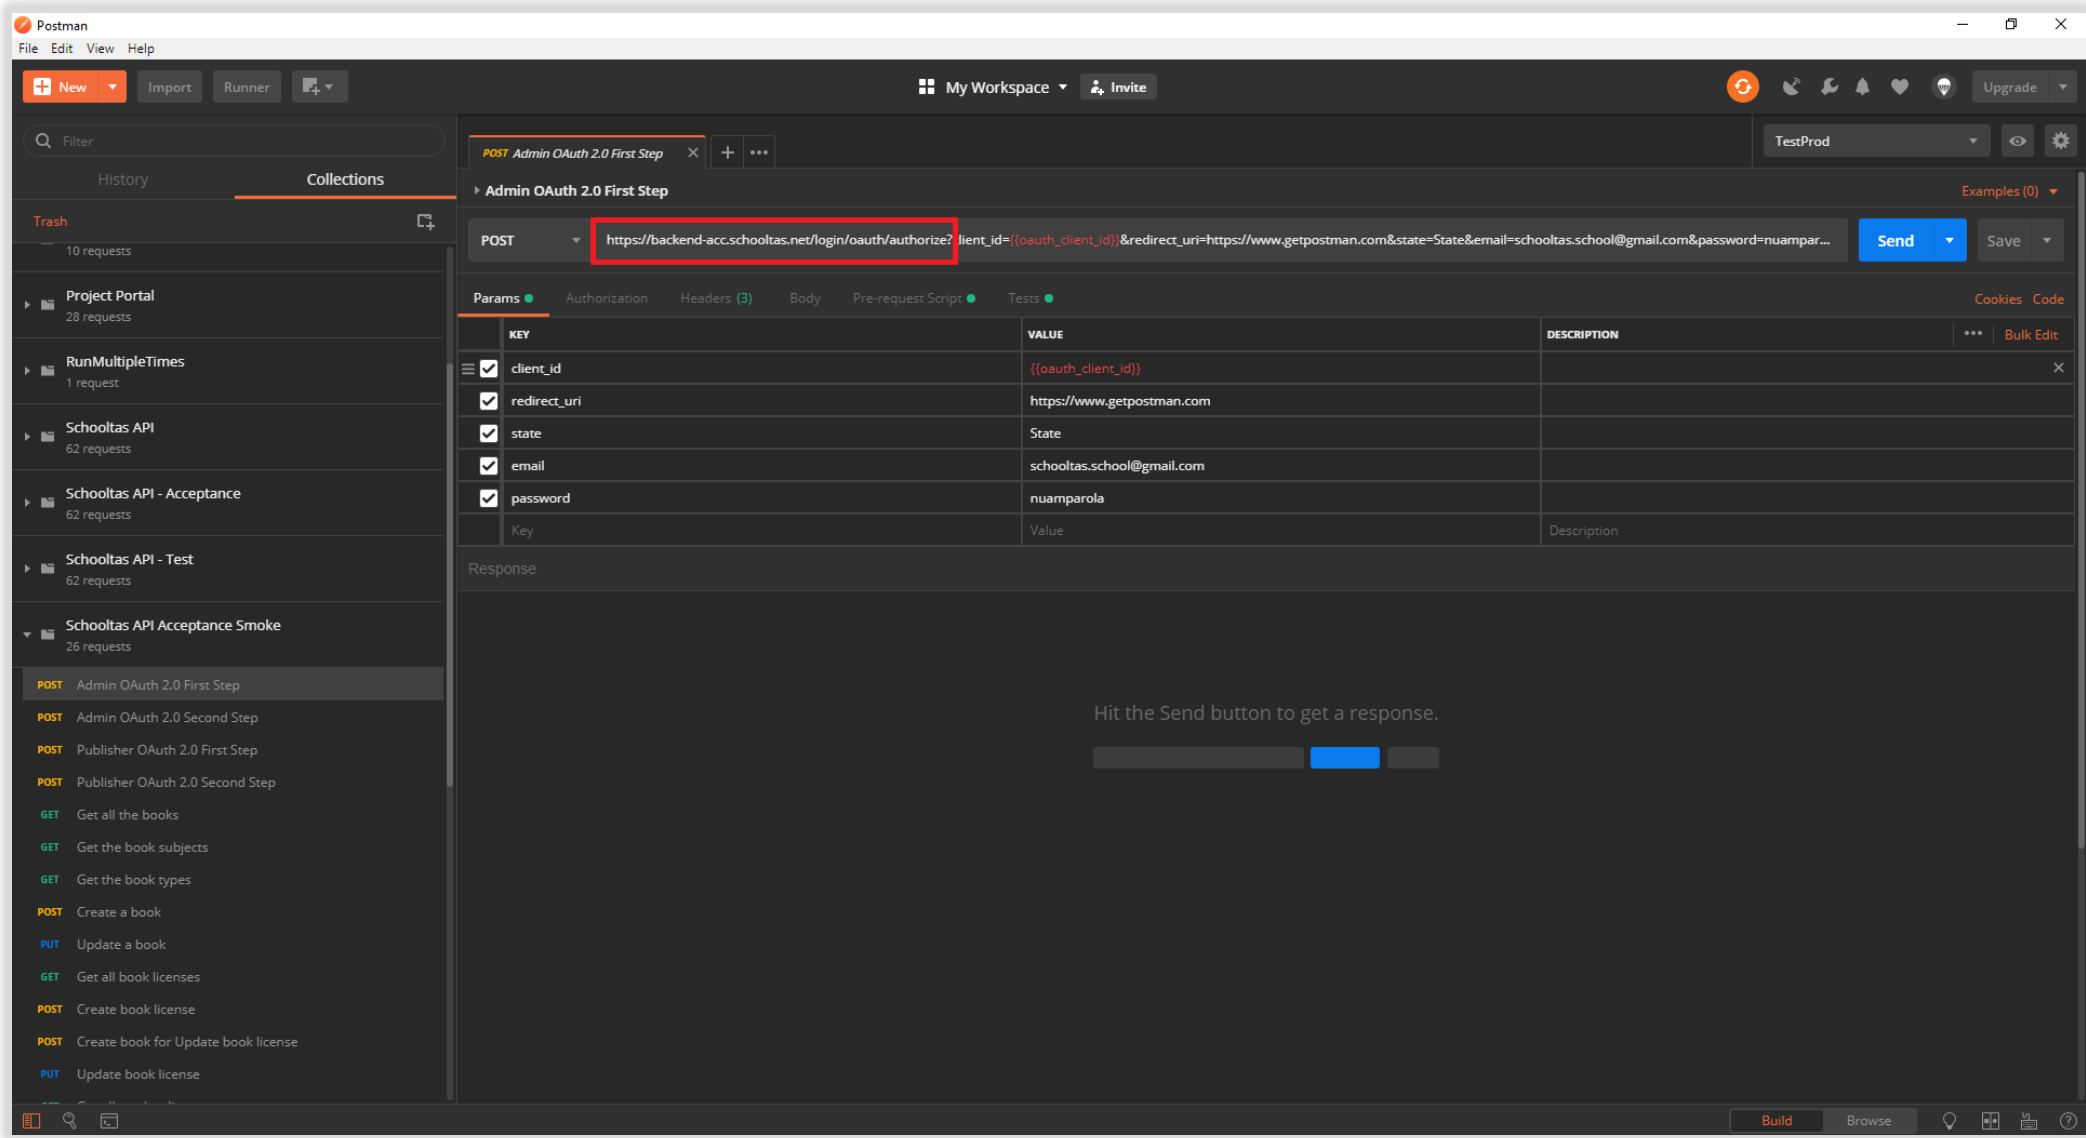 Postman
File Edit View Help
New Import Runner My Workspace Invite Upgrade
Filter
History Collections
Trash
10 requests
Project Portal
28 requests
RunMultipleTimes
1 request
Schooltas API
62 requests
Schooltas API - Acceptance
62 requests
Schooltas API - Test
62 requests
Schooltas API Acceptance Smoke
26 requests
POST Admin OAuth 2.0 First Step
POST Admin OAuth 2.0 Second Step
POST Publisher OAuth 2.0 First Step
POST Publisher OAuth 2.0 Second Step
GET Get all the books
GET Get the book subjects
GET Get the book types
POST Create a book
PUT Update a book
GET Get all book licenses
POST Create book license
POST Create book for Update book license
PUT Update book license
POST Admin OAuth 2.0 First Step
TestProd
Admin OAuth 2.0 First Step
Examples (0)
POST https://backend-acc.schooltas.net/login/oauth/authorize?lient_id={{oauth_client_id}}&redirect_uri=https://www.getpostman.com&state=State&email=schooltas.school@gmail.com&password=nuampar... Send Save
Params Authorization Headers (3) Body Pre-request Script Tests Cookies Code
KEY VALUE DESCRIPTION ••• Bulk Edit
client_id {{oauth_client_id}}
redirect_uri https://www.getpostman.com
state State
email schooltas.school@gmail.com
password nuamparola
Key Value Description
Response
Hit the Send button to get a response.
Build Browse